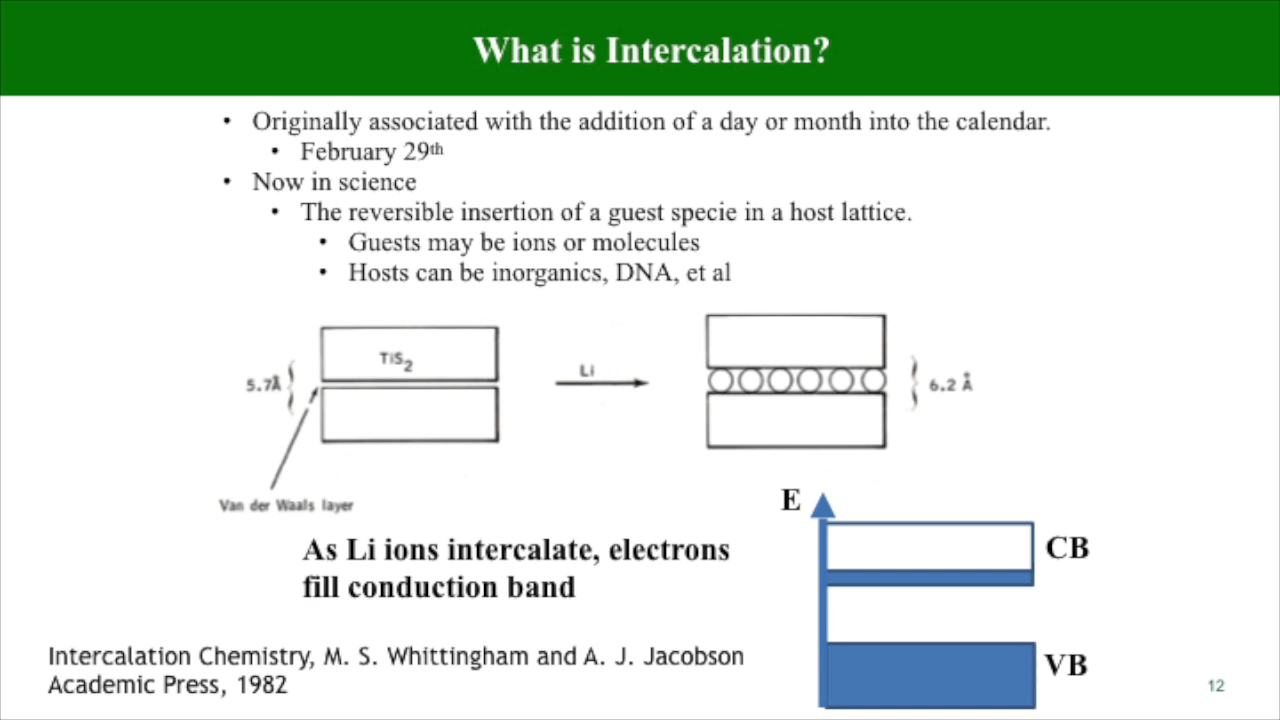 What is Intercalation?
• Originally associated with the addition of a day or month into the calendar.
• February 29th
• Now in science
• The reversible insertion of a guest specie in a host lattice.
• Guests may be ions or molecules
• Hosts can be inorganics, DNA, et al
TiS2
Li
5.7Å
6.2 Å
Van der Waals layer
E
CB
As Li ions intercalate, electrons
fill conduction band
VB
Intercalation Chemistry, M. S. Whittingham and A. J. Jacobson
Academic Press, 1982
12